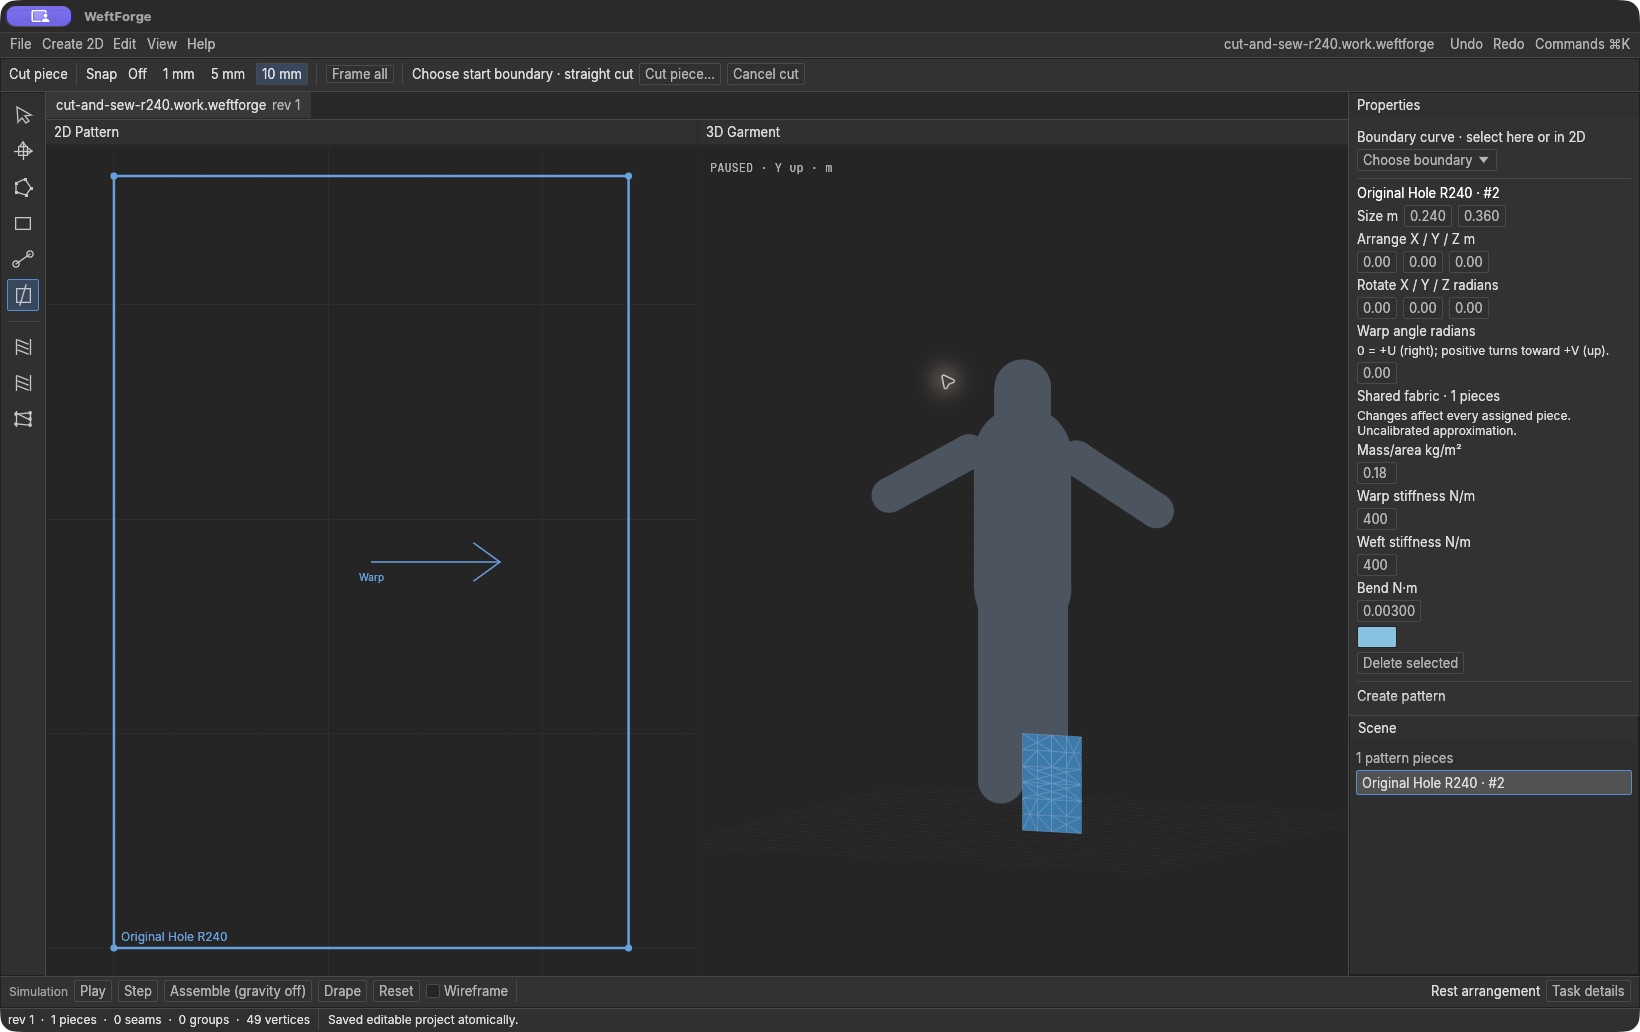 WeftForge
File Create 2D Edit View Help
cut-and-sew-r240.work.weftforge Undo Redo Commands ⌘K
Cut piece Snap Off 1 mm 5 mm 10 mm Frame all Choose start boundary · straight cut Cut piece... Cancel cut
cut-and-sew-r240.work.weftforge rev 1
2D Pattern
Warp
Original Hole R240
3D Garment
PAUSED · Y up · m
Properties
Boundary curve · select here or in 2D
Choose boundary
Original Hole R240 · #2
Size m 0.240 0.360
Arrange X / Y / Z m
0.00 0.00 0.00
Rotate X / Y / Z radians
0.00 0.00 0.00
Warp angle radians
0 = +U (right); positive turns toward +V (up).
0.00
Shared fabric · 1 pieces
Changes affect every assigned piece.
Uncalibrated approximation.
Mass/area kg/m²
0.18
Warp stiffness N/m
400
Weft stiffness N/m
400
Bend N·m
0.00300
Delete selected
Create pattern
Scene
1 pattern pieces
Original Hole R240 · #2
Simulation Play Step Assemble (gravity off) Drape Reset Wireframe
Rest arrangement Task details
rev 1 · 1 pieces · 0 seams · 0 groups · 49 vertices Saved editable project atomically.